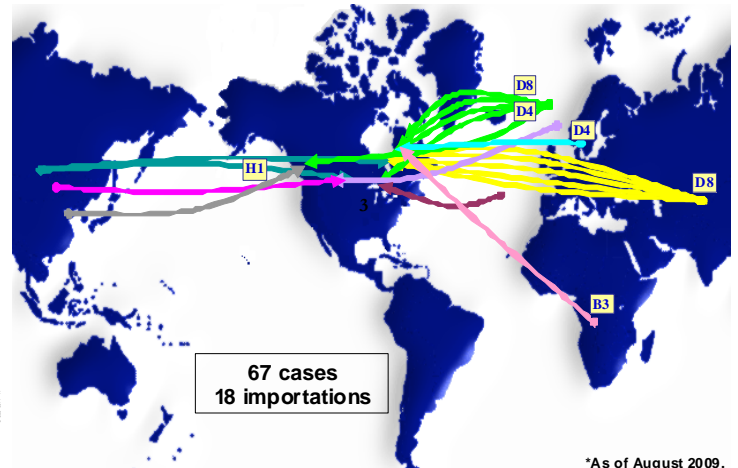 D8
D4
D4
H1
D8
3
B3
67 cases
18 importations
*As of August 2009.